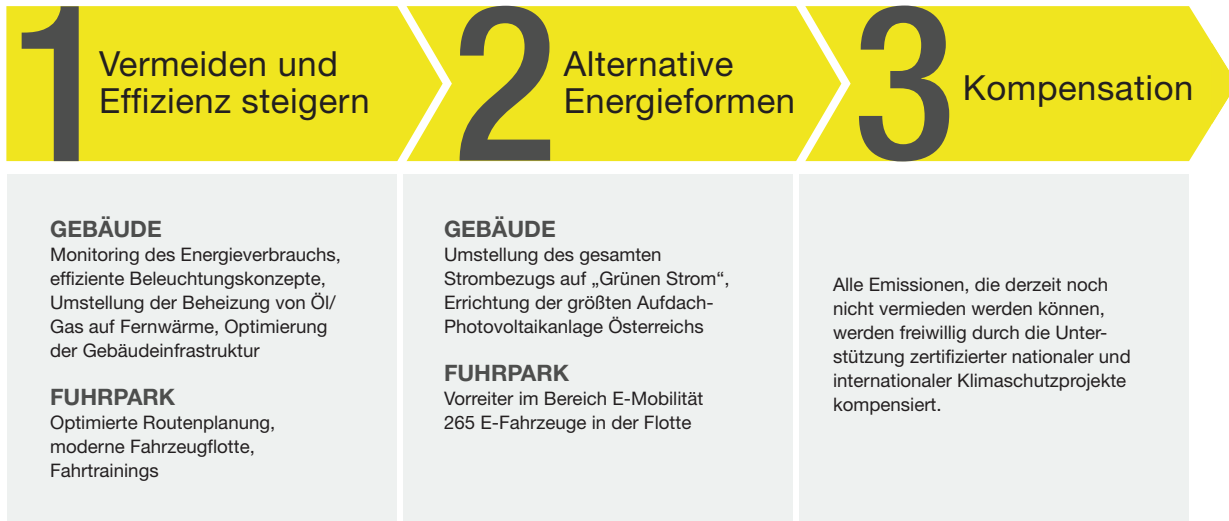 1
Vermeiden und
Effizienz steigern
GEBÄUDE
Monitoring des Energieverbrauchs,
effiziente Beleuchtungskonzepte,
Umstellung der Beheizung von Öl/
Gas auf Fernwärme, Optimierung
der Gebäudeinfrastruktur
FUHRPARK
Optimierte Routenplanung,
moderne Fahrzeugflotte,
Fahrtrainings
2
Alternative
Energieformen
GEBÄUDE
Umstellung des gesamten
Strombezugs auf „Grünen Strom“,
Errichtung der größten Aufdach-
Photovoltaikanlage Österreichs
FUHRPARK
Vorreiter im Bereich E-Mobilität
265 E-Fahrzeuge in der Flotte
3
Kompensation
Alle Emissionen, die derzeit noch
nicht vermieden werden können,
werden freiwillig durch die Unter-
stützung zertifizierter nationaler und
internationaler Klimaschutzprojekte
kompensiert.